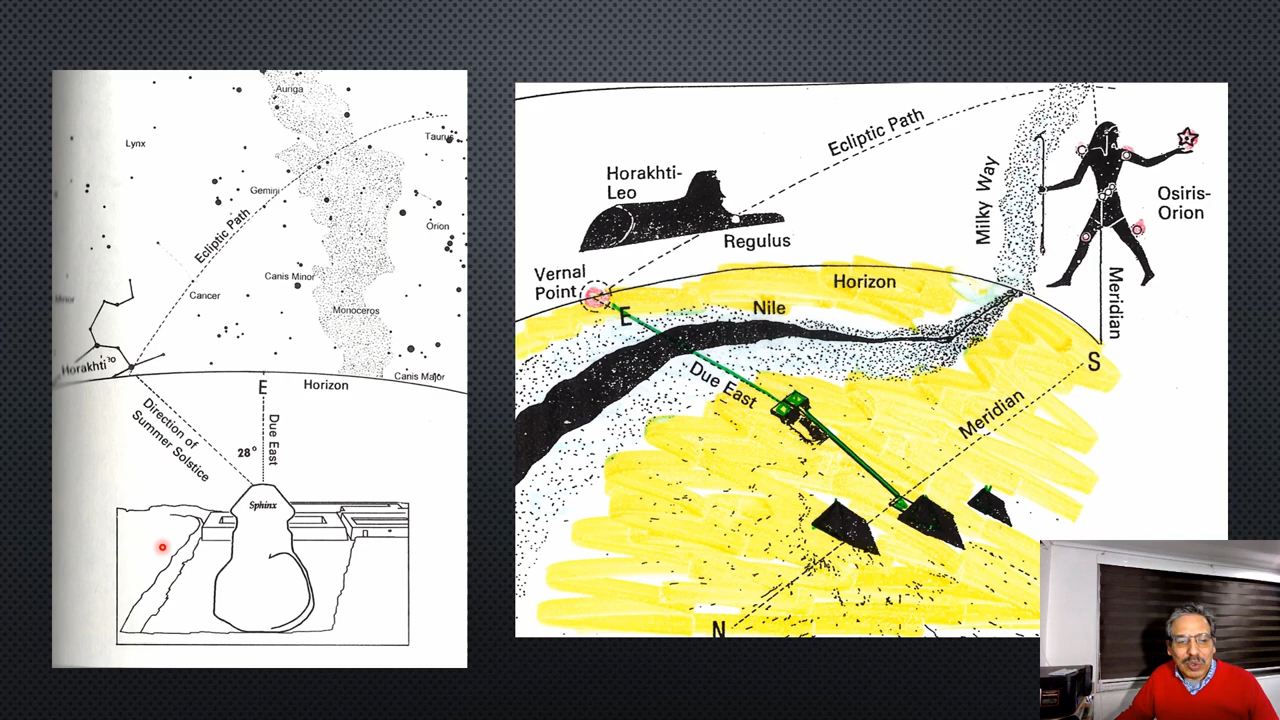 Auriga
Lynx
Taurus
Gemini
Orion
Ecliptic Path
Canis Minor
Cancer
Monoceros
Horakhti
Canis Major
E
Horizon
Direction of
Summer Solstice
28°
Due East
Sphinx
Ecliptic Path
Horakhti-
Leo
Regulus
Milky Way
Osiris-
Orion
Vernal
Point
Horizon
Meridian
E
Nile
Due East
S
Meridian
N